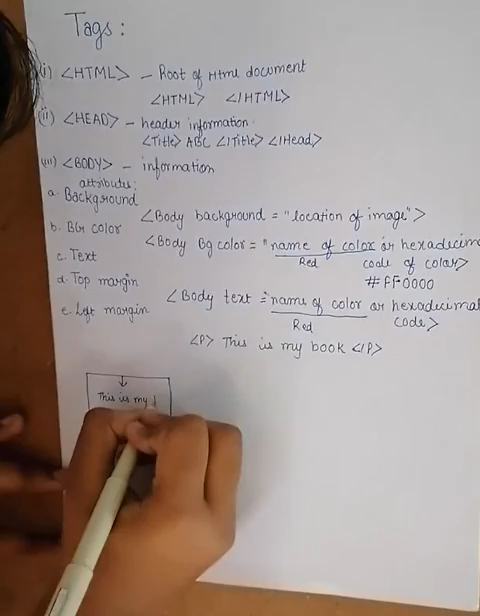 Tags:
(i) <HTML> - Root of Html document
<HTML> </HTML>
(ii) <HEAD> - header information.
<Title> ABC </Title> </Head>
(iii) <BODY> - information
attributes:
a. Background
<Body background = "location of image">
b. BG color
<Body Bg color = "name of color or hexadecim
Red code of color>
c. Text
#FF0000
d. Top margin
<Body text = "name of color or hexadecimal
e. Left margin
Red code>
<P> This is my book </P>
This is my